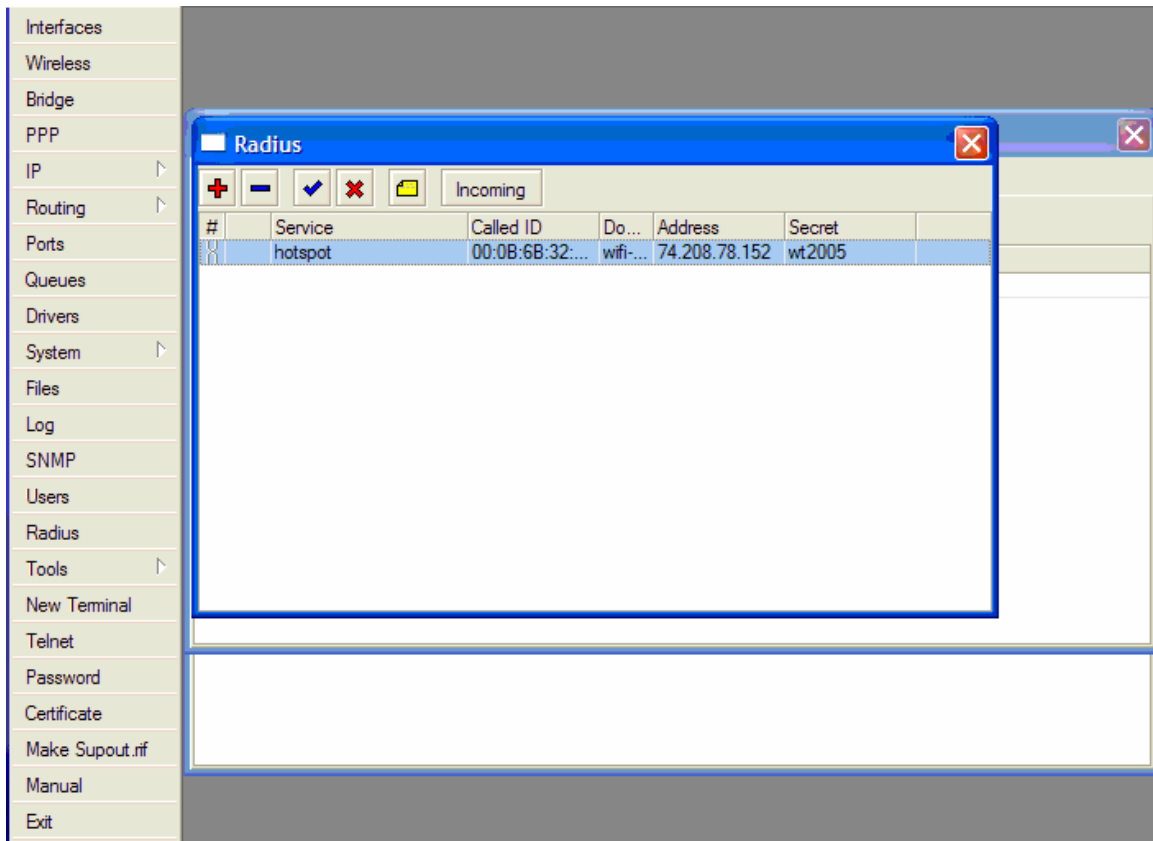 Interfaces
Wireless
Bridge
PPP
IP
Routing
Ports
Queues
Drivers
System
Files
Log
SNMP
Users
Radius
Tools
New Terminal
Telnet
Password
Certificate
Make Supout.rif
Manual
Exit
Radius
Incoming
# Service Called ID Do... Address Secret
hotspot 00:0B:6B:32:... wifi-... 74.208.78.152 wt2005